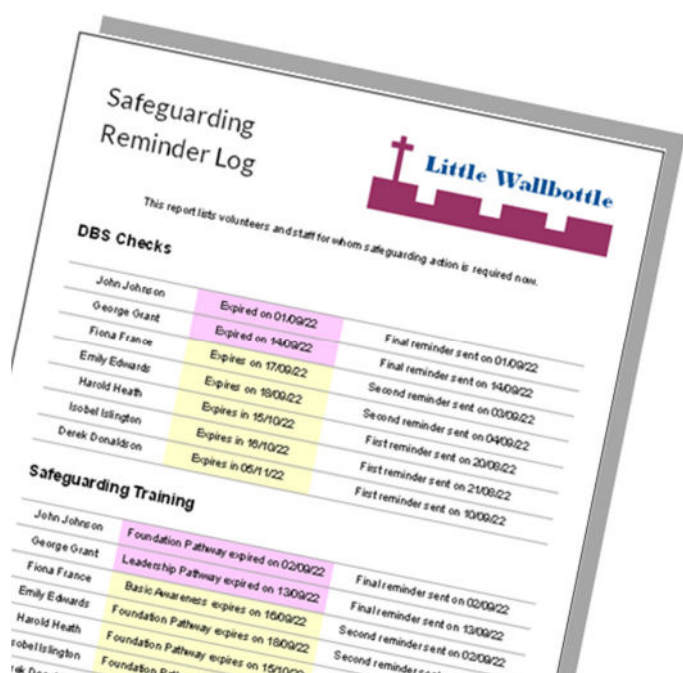 Safeguarding
Reminder Log
Little Wallbottle
This report lists volunteers and staff for whom safeguarding action is required now.
DBS Checks
John Johnson Expired on 01/09/22 Final reminder sent on 01/09/22
George Grant Expired on 14/09/22 Final reminder sent on 14/09/22
Fiona France Expires on 17/09/22 Second reminder sent on 03/09/22
Emily Edwards Expires on 18/09/22 Second reminder sent on 04/09/22
Harold Heath Expires in 15/10/22 First reminder sent on 20/08/22
Isobel Islington Expires in 16/10/22 First reminder sent on 21/08/22
Derek Donaldson Expires in 05/11/22 First reminder sent on 10/09/22
Safeguarding Training
John Johnson Foundation Pathway expired on 02/09/22 Final reminder sent on 02/09/22
George Grant Leadership Pathway expired on 13/09/22 Final reminder sent on 13/09/22
Fiona France Basic Awareness expires on 16/09/22 Second reminder sent on 02/09/22
Emily Edwards Foundation Pathway expires on 18/09/22 Second reminder sent
Harold Heath Foundation Pathway expires on 15/10/22
Islington Foundation